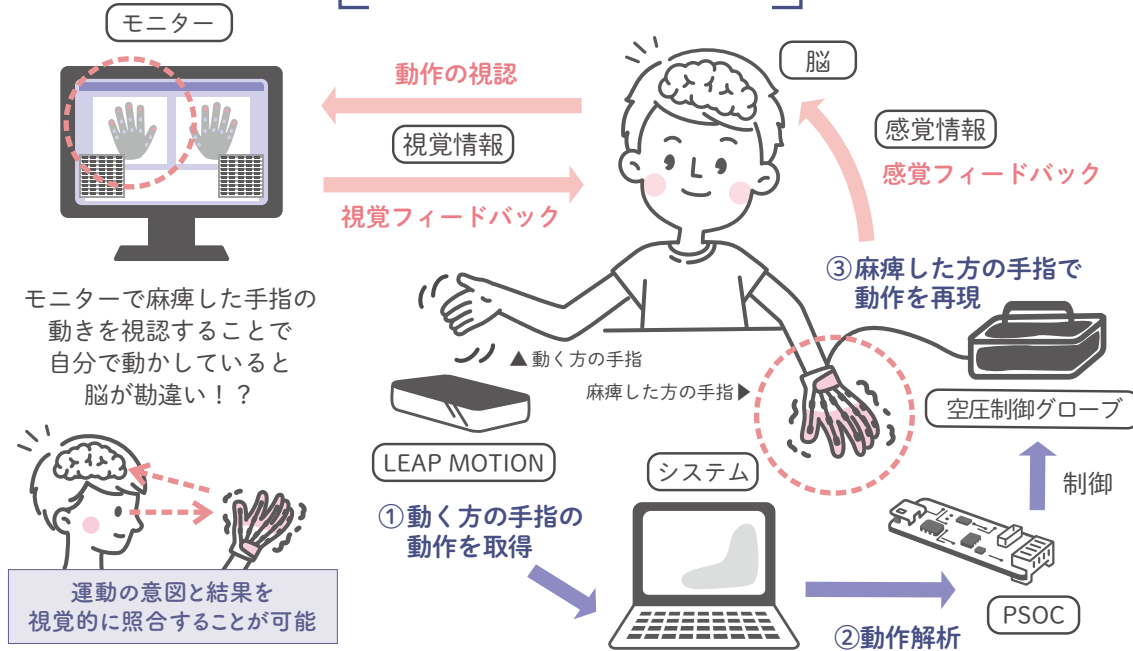 モニター
動作の視認
視覚情報
視覚フィードバック
脳
感覚情報
感覚フィードバック
③麻痺した方の手指で
動作を再現
モニターで麻痺した手指の
動きを視認することで
自分で動かしていると
脳が勘違い！？
▲動く方の手指
麻痺した方の手指▶
空圧制御グローブ
LEAP MOTION
システム
制御
①動く方の手指の
動作を取得
運動の意図と結果を
視覚的に照合することが可能
②動作解析
PSOC